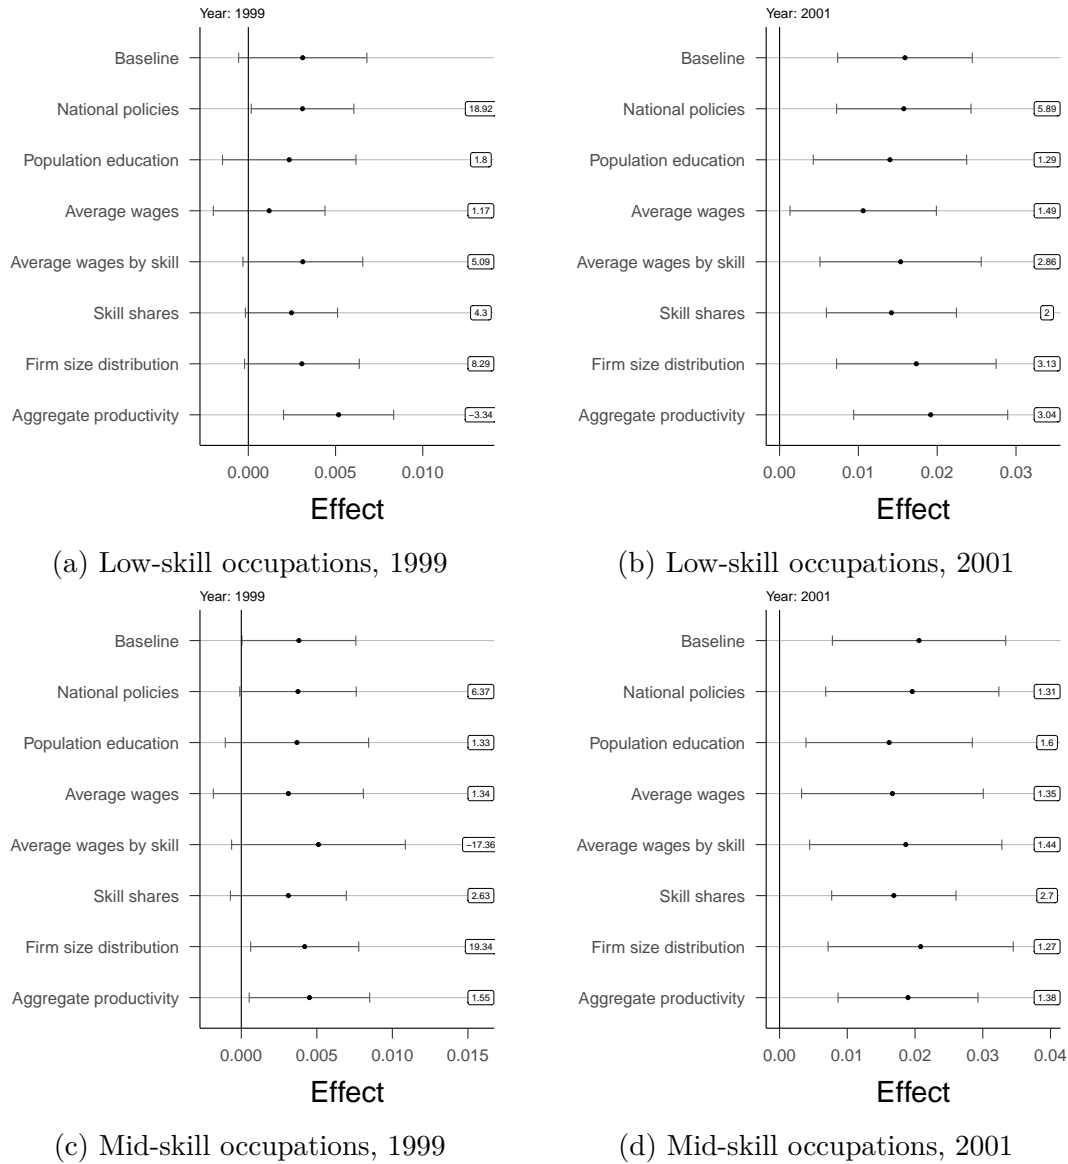 Year: 1999
Baseline
National policies 18.92
Population education 1.8
Average wages 1.17
Average wages by skill 5.09
Skill shares 4.3
Firm size distribution 8.29
Aggregate productivity −3.34
0.000 0.005 0.010
Effect
(a) Low-skill occupations, 1999
Year: 2001
Baseline
National policies 5.89
Population education 1.29
Average wages 1.49
Average wages by skill 2.86
Skill shares 2
Firm size distribution 3.13
Aggregate productivity 3.04
0.00 0.01 0.02 0.03
Effect
(b) Low-skill occupations, 2001
Year: 1999
Baseline
National policies 6.37
Population education 1.33
Average wages 1.34
Average wages by skill −17.36
Skill shares 2.63
Firm size distribution 19.34
Aggregate productivity 1.55
0.000 0.005 0.010 0.015
Effect
(c) Mid-skill occupations, 1999
Year: 2001
Baseline
National policies 1.31
Population education 1.6
Average wages 1.35
Average wages by skill 1.44
Skill shares 2.7
Firm size distribution 1.27
Aggregate productivity 1.38
0.00 0.01 0.02 0.03 0.04
Effect
(d) Mid-skill occupations, 2001